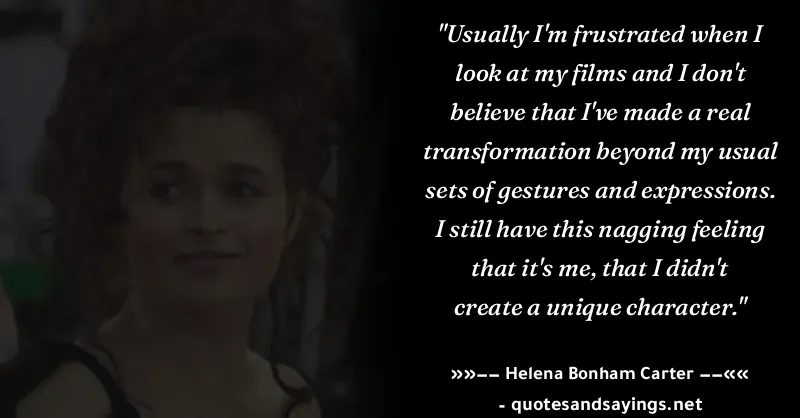 "Usually I'm frustrated when I
look at my films and I don't
believe that I've made a real
transformation beyond my usual
sets of gestures and expressions.
I still have this nagging feeling
that it's me, that I didn't
create a unique character."
»»−− Helena Bonham Carter −−««
- quotesandsayings.net